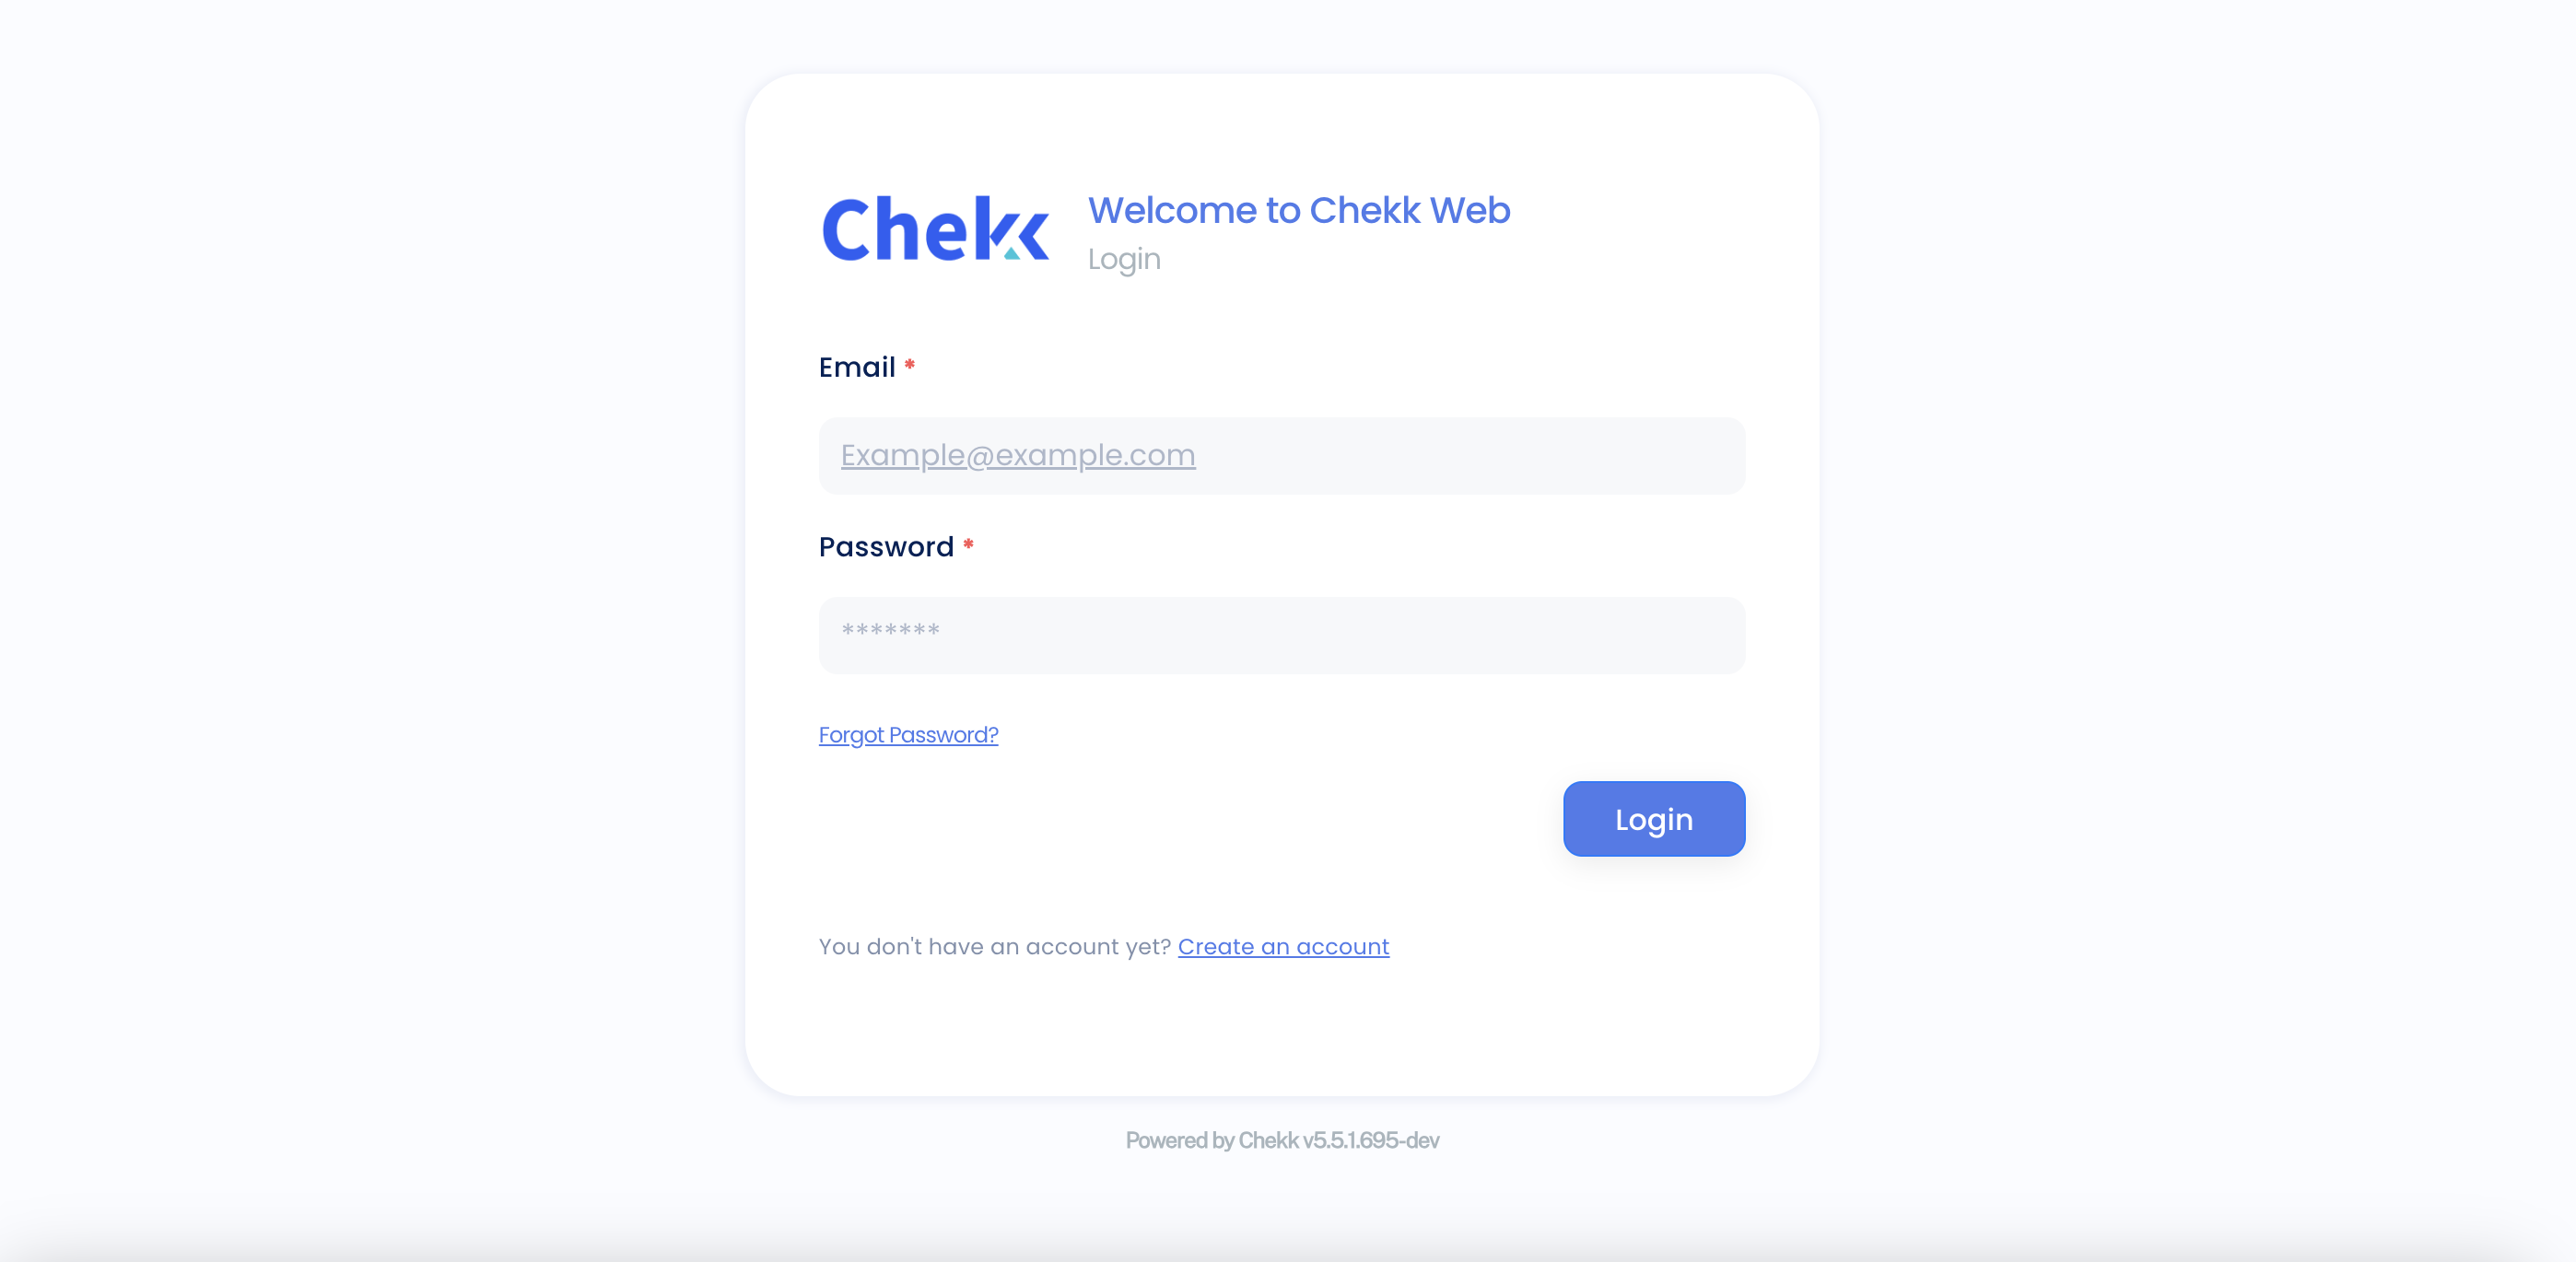 Chekk
Welcome to Chekk Web
Login
Email *
Example@example.com
Password *
*******
Forgot Password?
Login
You don't have an account yet? Create an account
Powered by Chekk v5.5.1.695-dev